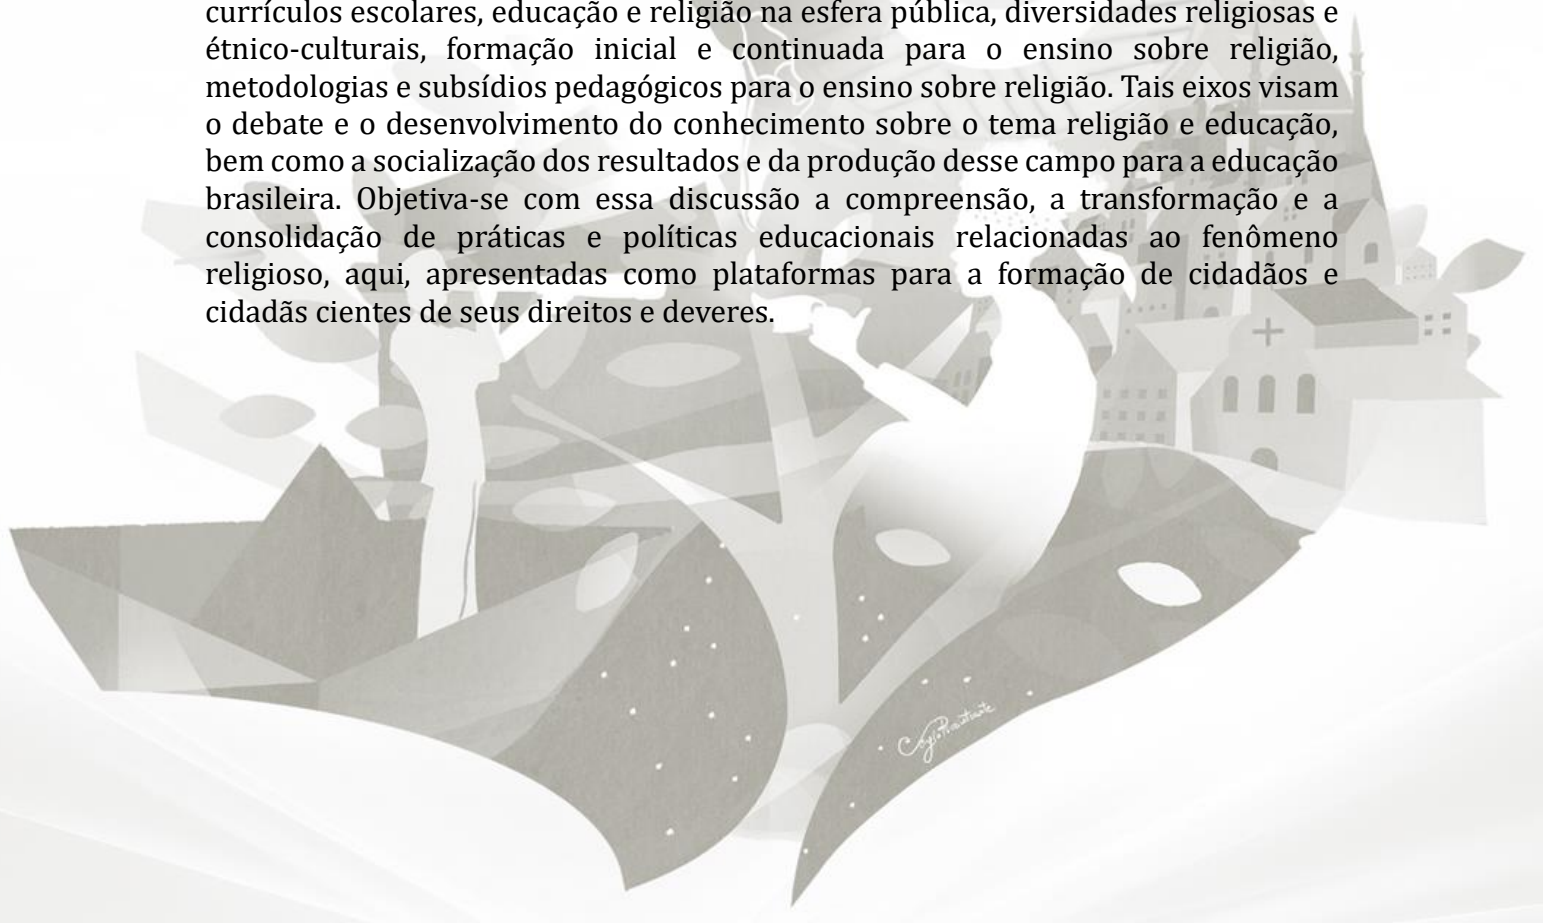 currículos escolares, educação e religião na esfera pública, diversidades religiosas e
étnico-culturais, formação inicial e continuada para o ensino sobre religião,
metodologias e subsídios pedagógicos para o ensino sobre religião. Tais eixos visam
o debate e o desenvolvimento do conhecimento sobre o tema religião e educação,
bem como a socialização dos resultados e da produção desse campo para a educação
brasileira. Objetiva-se com essa discussão a compreensão, a transformação e a
consolidação de práticas e políticas educacionais relacionadas ao fenômeno
religioso, aqui, apresentadas como plataformas para a formação de cidadãos e
cidadãs cientes de seus direitos e deveres.